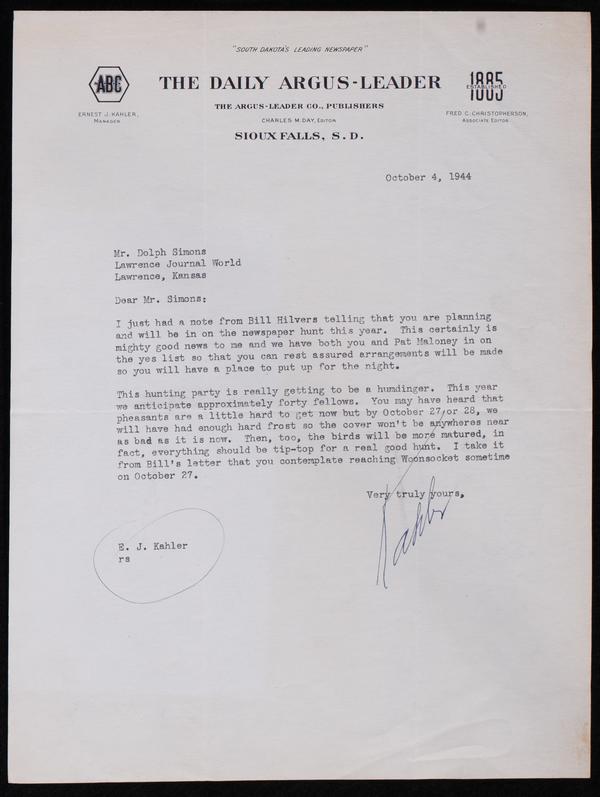 "SOUTH DAKOTA'S LEADING NEWSPAPER"
ABC
THE DAILY ARGUS-LEADER
1885
ESTABLISHED
THE ARGUS-LEADER CO., PUBLISHERS
ERNEST J. KAHLER,
MANAGER
CHARLES M. DAY, EDITOR
FRED C. CHRISTOPHERSON,
ASSOCIATE EDITOR
SIOUX FALLS, S. D.
October 4, 1944
Mr. Dolph Simons
Lawrence Journal World
Lawrence, Kansas
Dear Mr. Simons:
I just had a note from Bill Hilvers telling that you are planning
and will be in on the newspaper hunt this year. This certainly is
mighty good news to me and we have both you and Pat Maloney in on
the yes list so that you can rest assured arrangements will be made
so you will have a place to put up for the night.
This hunting party is really getting to be a humdinger. This year
we anticipate approximately forty fellows. You may have heard that
pheasants are a little hard to get now but by October 27 or 28, we
will have had enough hard frost so the cover won't be anywheres near
as bad as it is now. Then, too, the birds will be more matured, in
fact, everything should be tip-top for a real good hunt. I take it
from Bill's letter that you contemplate reaching Woonsocket sometime
on October 27.
Very truly yours,
Kahler
E. J. Kahler
rs